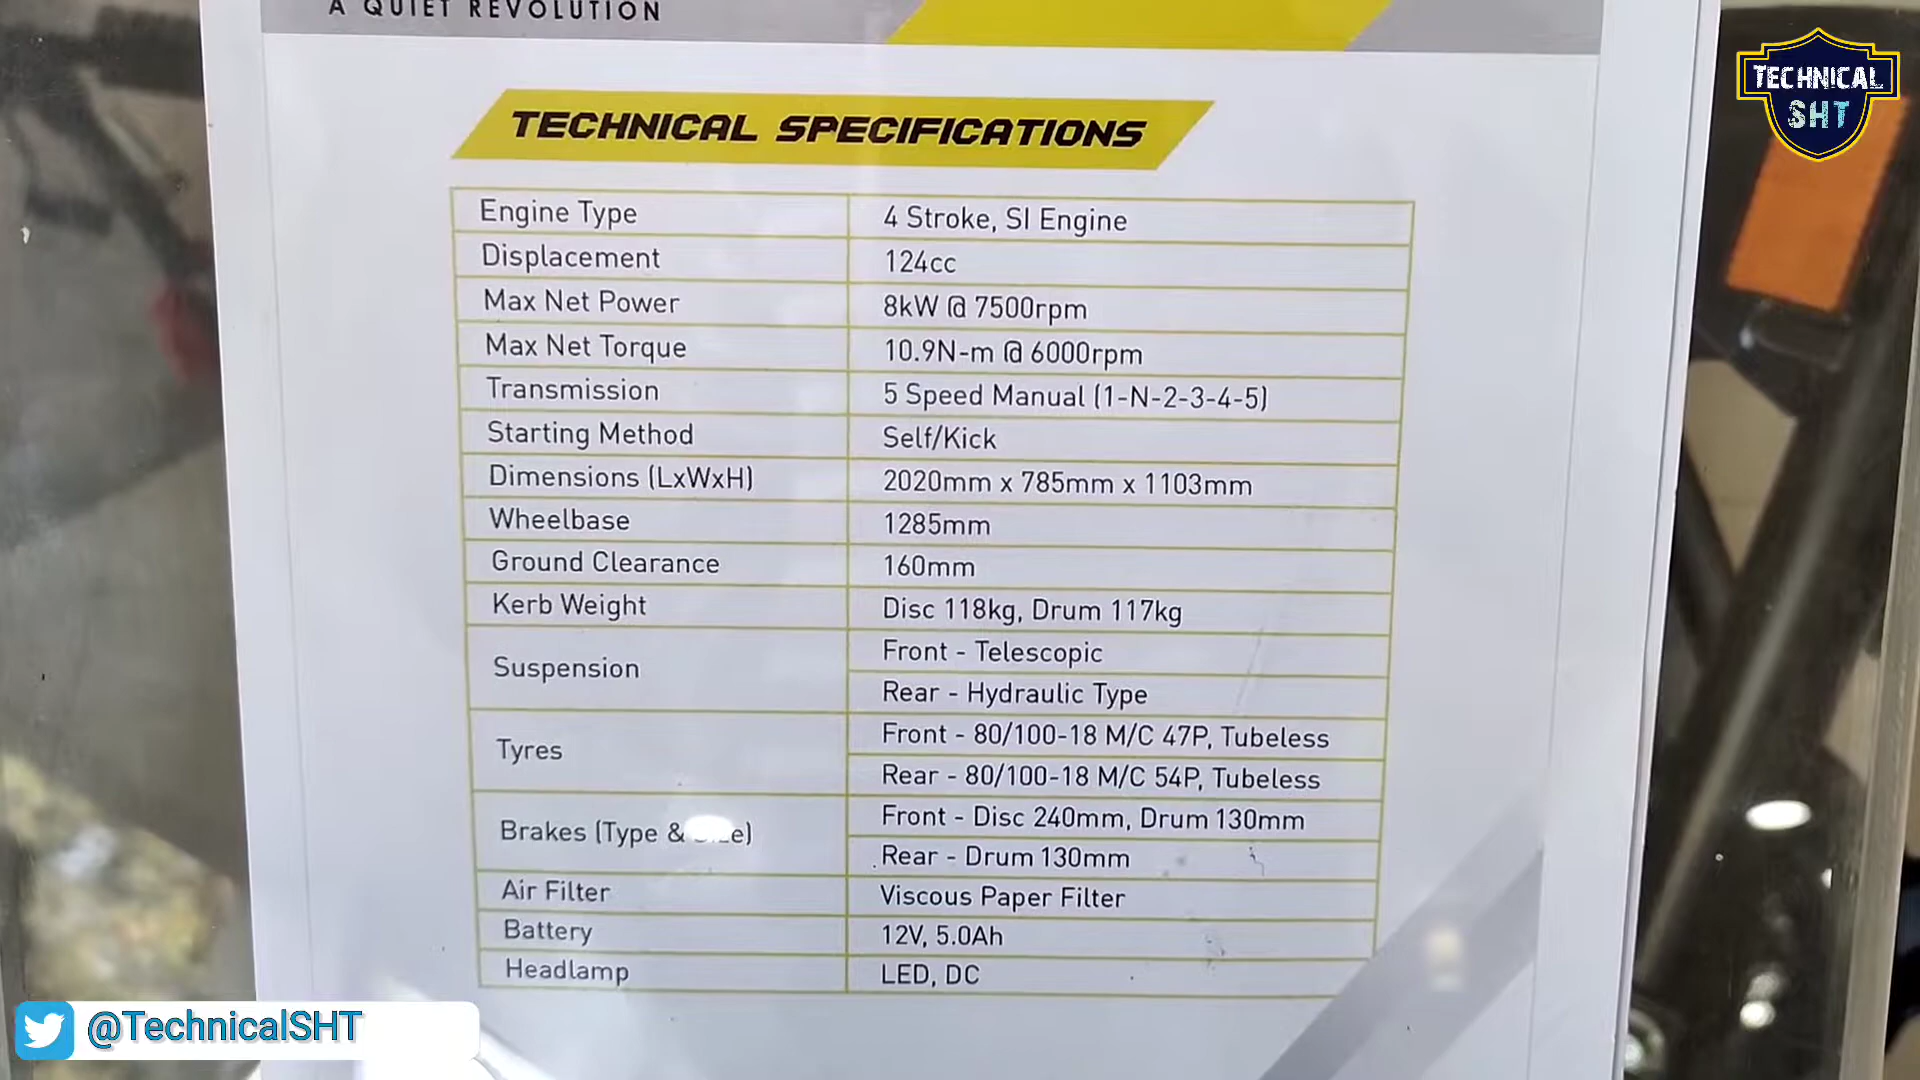 A QUIET REVOLUTION
TECHNICAL SHT
TECHNICAL SPECIFICATIONS
Engine Type 4 Stroke, SI Engine
Displacement 124cc
Max Net Power 8kW @ 7500rpm
Max Net Torque 10.9N-m @ 6000rpm
Transmission 5 Speed Manual (1-N-2-3-4-5)
Starting Method Self/Kick
Dimensions (LxWxH) 2020mm x 785mm x 1103mm
Wheelbase 1285mm
Ground Clearance 160mm
Kerb Weight Disc 118kg, Drum 117kg
Suspension Front - Telescopic
Rear - Hydraulic Type
Tyres Front - 80/100-18 M/C 47P, Tubeless
Rear - 80/100-18 M/C 54P, Tubeless
Brakes (Type & Front - Disc 240mm, Drum 130mm
Rear - Drum 130mm
Air Filter Viscous Paper Filter
Battery 12V, 5.0Ah
Headlamp LED, DC
@TechnicalSHT